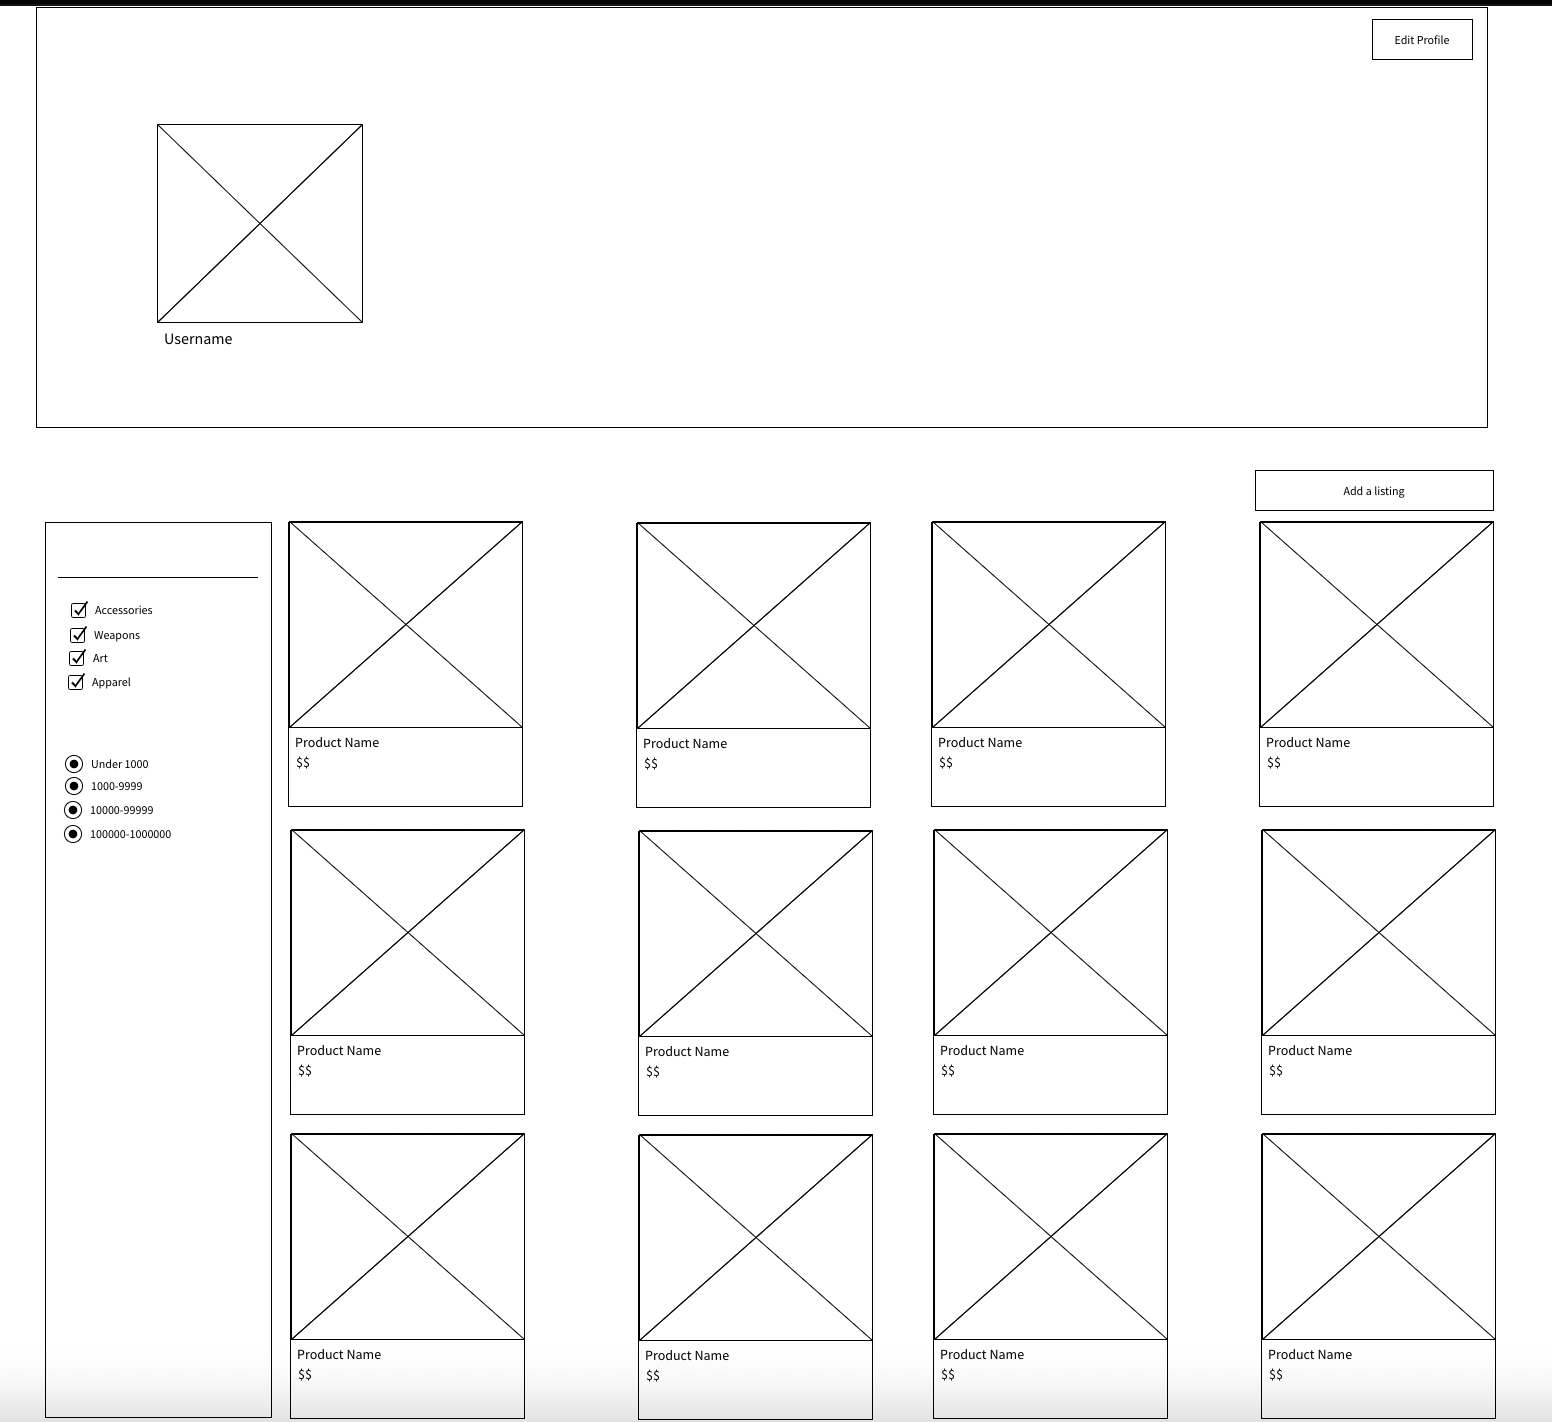 Edit Profile
Username
Add a listing
Accessories
Weapons
Art
Apparel
Under 1000
1000-9999
10000-99999
100000-1000000
Product Name
$$
Product Name
$$
Product Name
$$
Product Name
$$
Product Name
$$
Product Name
$$
Product Name
$$
Product Name
$$
Product Name
$$
Product Name
$$
Product Name
$$
Product Name
$$